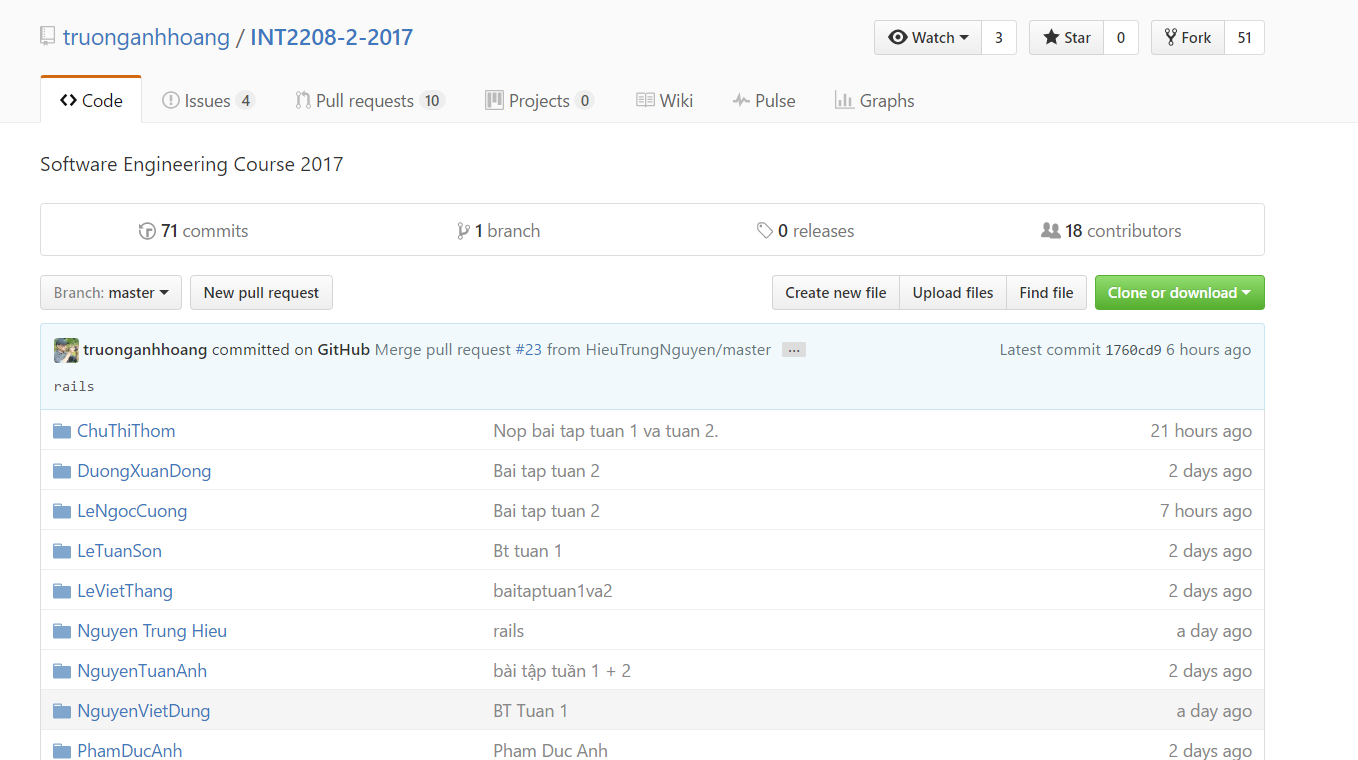 truonganhhoang / INT2208-2-2017 Watch 3 Star 0 Fork 51
Code Issues 4 Pull requests 10 Projects 0 Wiki Pulse Graphs
Software Engineering Course 2017
71 commits 1 branch 0 releases 18 contributors
Branch: master New pull request Create new file Upload files Find file Clone or download
truonganhhoang committed on GitHub Merge pull request #23 from HieuTrungNguyen/master ... Latest commit 1760cd9 6 hours ago
rails
ChuThiThom Nop bai tap tuan 1 va tuan 2. 21 hours ago
DuongXuanDong Bai tap tuan 2 2 days ago
LeNgocCuong Bai tap tuan 2 7 hours ago
LeTuanSon Bt tuan 1 2 days ago
LeVietThang baitaptuan1va2 2 days ago
Nguyen Trung Hieu rails a day ago
NguyenTuanAnh bài tập tuần 1 + 2 2 days ago
NguyenVietDung BT Tuan 1 a day ago
PhamDucAnh Pham Duc Anh 2 days ago